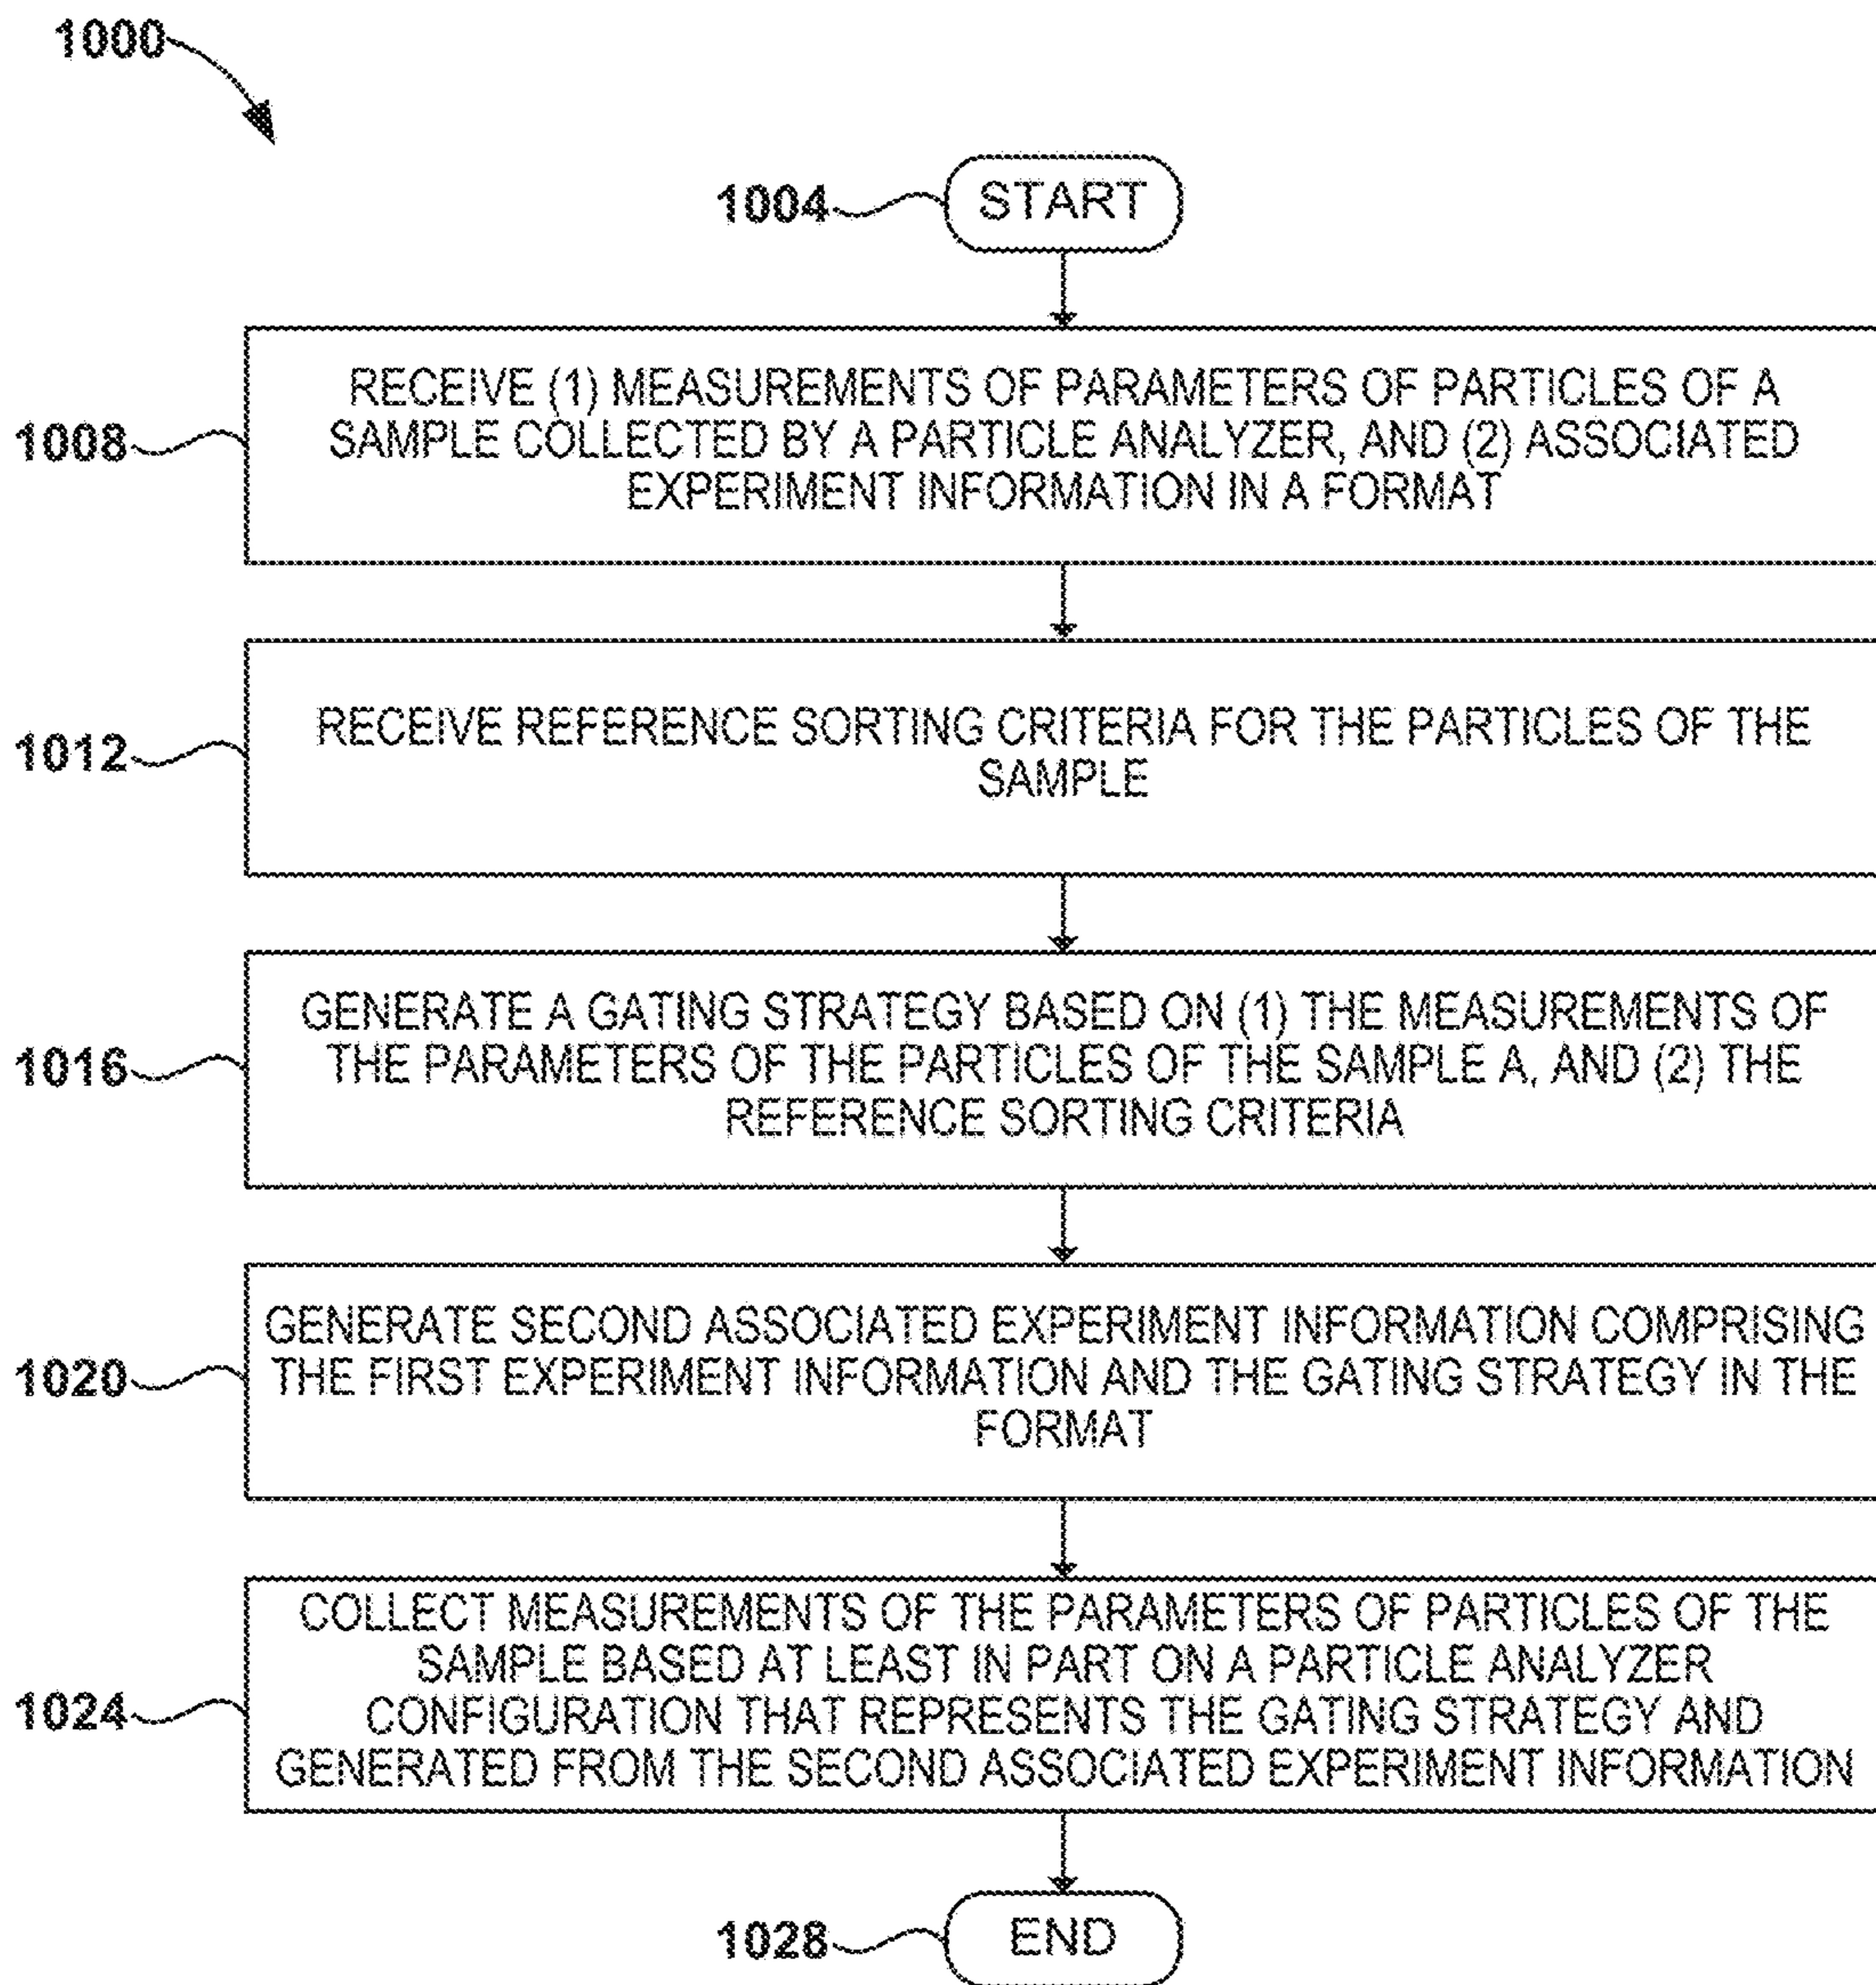 1000
1004
START
RECEIVE (1) MEASUREMENTS OF PARAMETERS OF PARTICLES OF A
SAMPLE COLLECTED BY A PARTICLE ANALYZER, AND (2) ASSOCIATED
EXPERIMENT INFORMATION IN A FORMAT
1008
RECEIVE REFERENCE SORTING CRITERIA FOR THE PARTICLES OF THE
SAMPLE
1012
GENERATE A GATING STRATEGY BASED ON (1) THE MEASUREMENTS OF
THE PARAMETERS OF THE PARTICLES OF THE SAMPLE A, AND (2) THE
REFERENCE SORTING CRITERIA
1016
GENERATE SECOND ASSOCIATED EXPERIMENT INFORMATION COMPRISING
THE FIRST EXPERIMENT INFORMATION AND THE GATING STRATEGY IN THE
FORMAT
1020
COLLECT MEASUREMENTS OF THE PARAMETERS OF PARTICLES OF THE
SAMPLE BASED AT LEAST IN PART ON A PARTICLE ANALYZER
CONFIGURATION THAT REPRESENTS THE GATING STRATEGY AND
GENERATED FROM THE SECOND ASSOCIATED EXPERIMENT INFORMATION
1024
1028
END